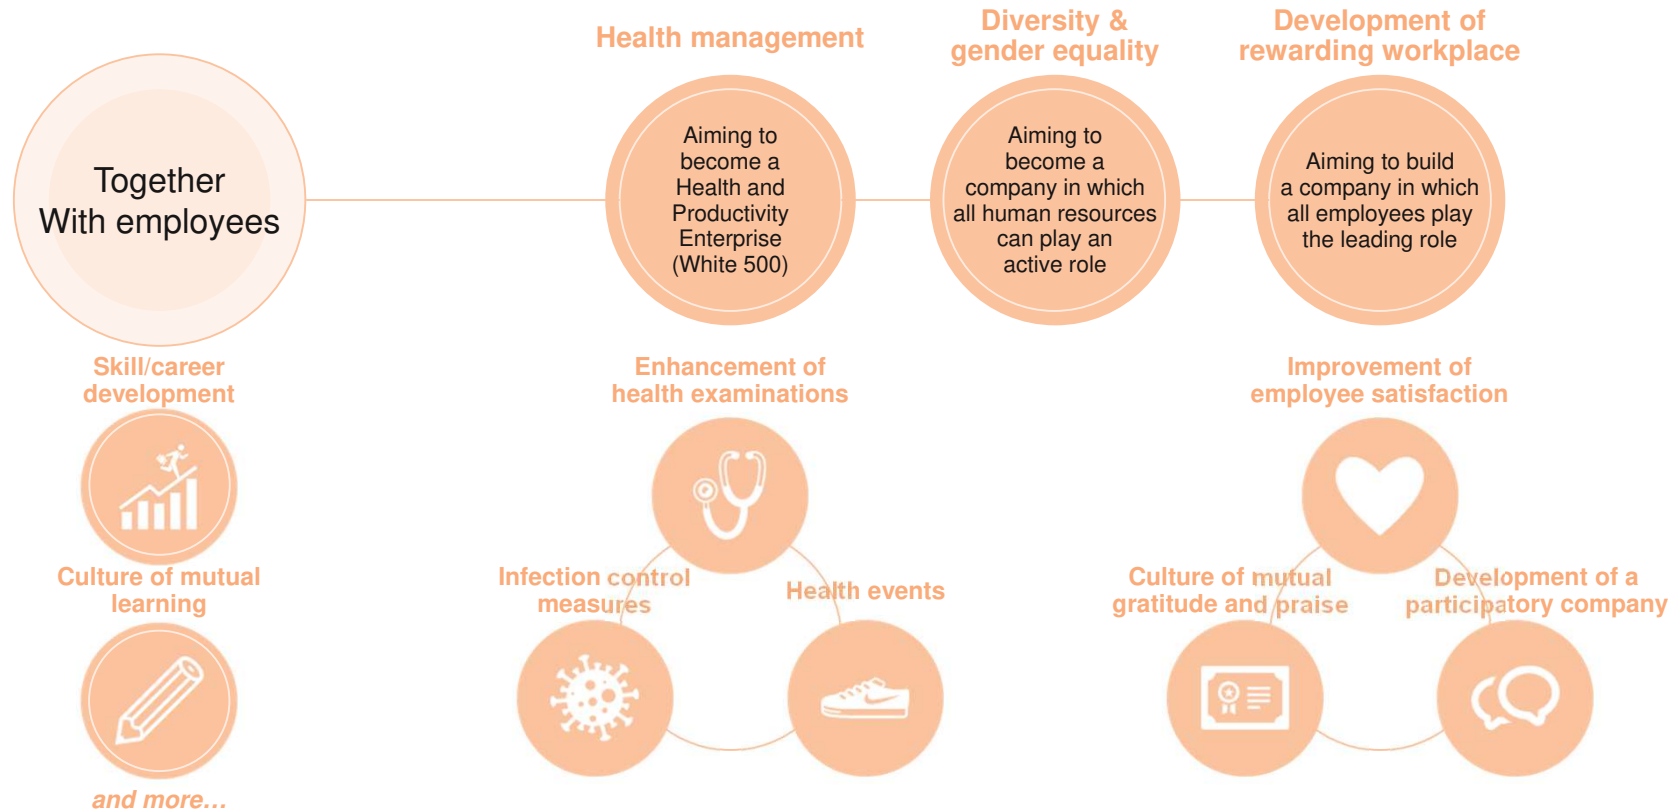 Together
With employees
Health management
Aiming to
become a
Health and
Productivity
Enterprise
(White 500)
Diversity &
gender equality
Aiming to
become a
company in which
all human resources
can play an
active role
Development of
rewarding workplace
Aiming to build
a company in which
all employees play
the leading role
Skill/career
development
Culture of mutual
learning
and more...
Enhancement of
health examinations
Infection control
measures
Health events
Improvement of
employee satisfaction
Culture of mutual
gratitude and praise
Development of a
participatory company